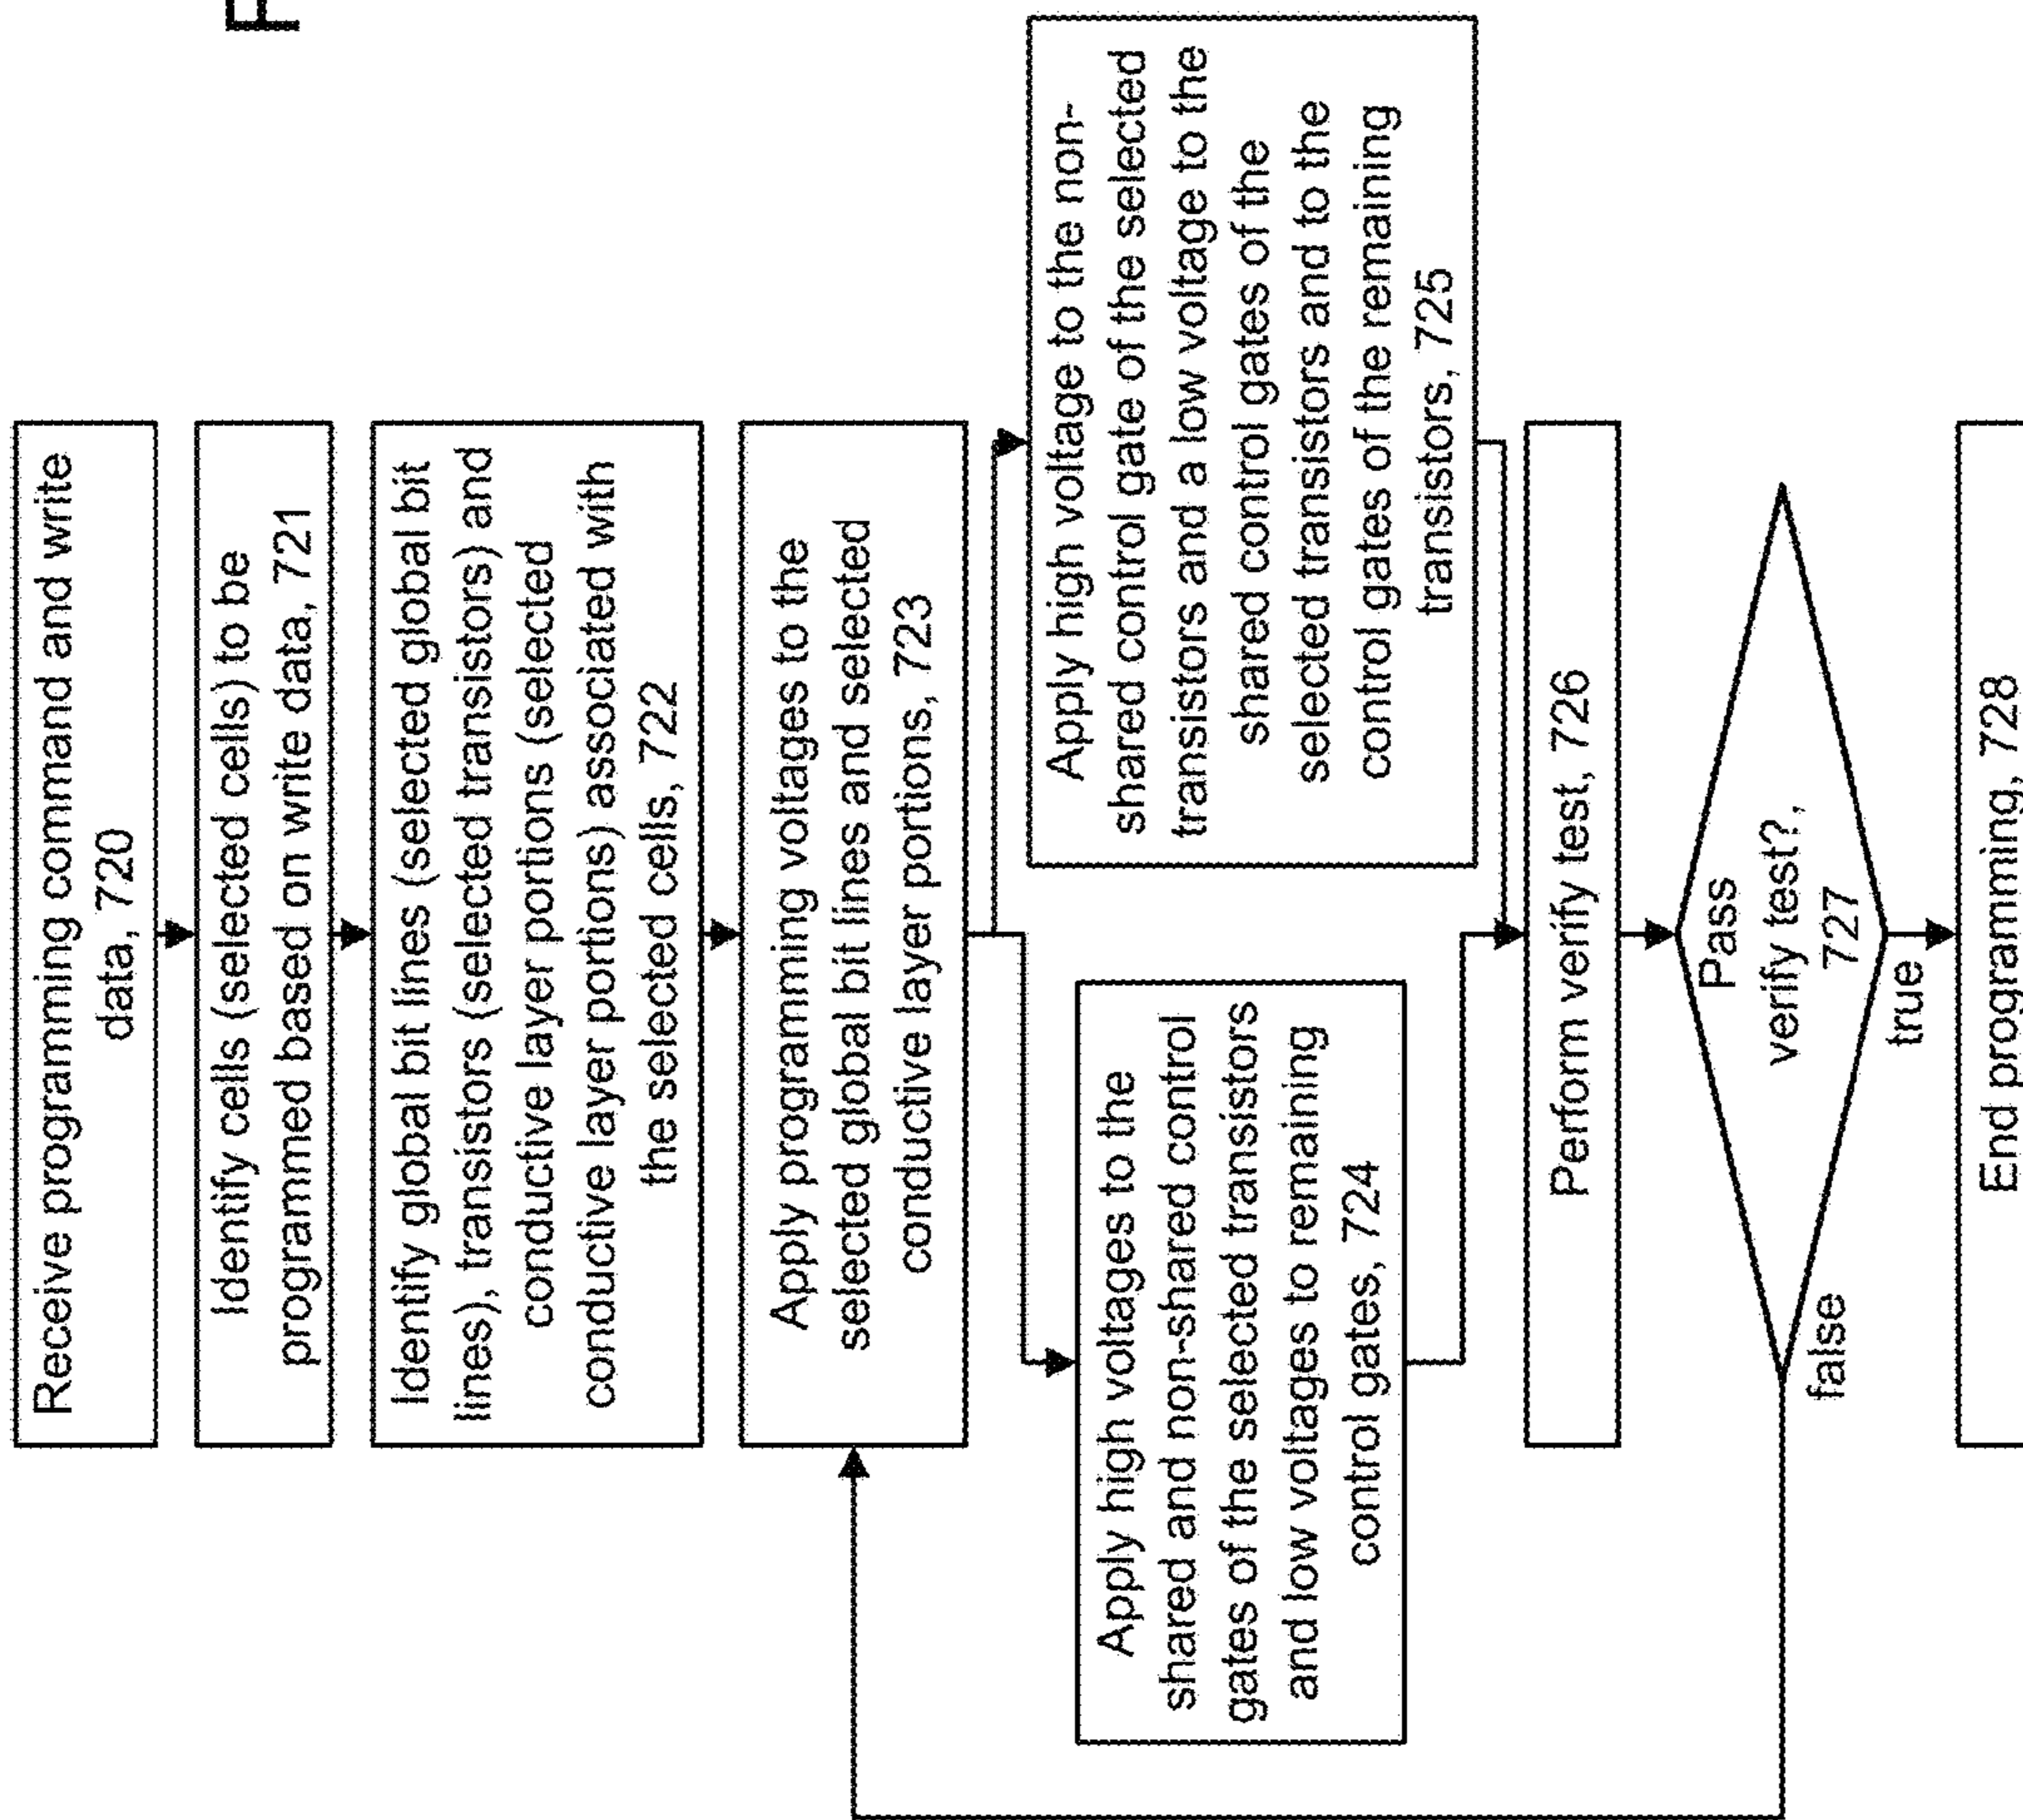 F
Receive programming command and write
data, 720
Identify cells (selected cells) to be
programmed based on write data, 721
Identify global bit lines (selected global bit
lines), transistors (selected transistors) and
conductive layer portions (selected
conductive layer portions) associated with
the selected cells, 722
Apply programming voltages to the
selected global bit lines and selected
conductive layer portions, 723
Apply high voltages to the
shared and non-shared control
gates of the selected transistors
and low voltages to remaining
control gates, 724
Apply high voltage to the non-
shared control gate of the selected
transistors and a low voltage to the
shared control gates of the
selected transistors and to the
control gates of the remaining
transistors, 725
Perform verify test, 726
Pass
verify test?,
727
false
true
End programming, 728